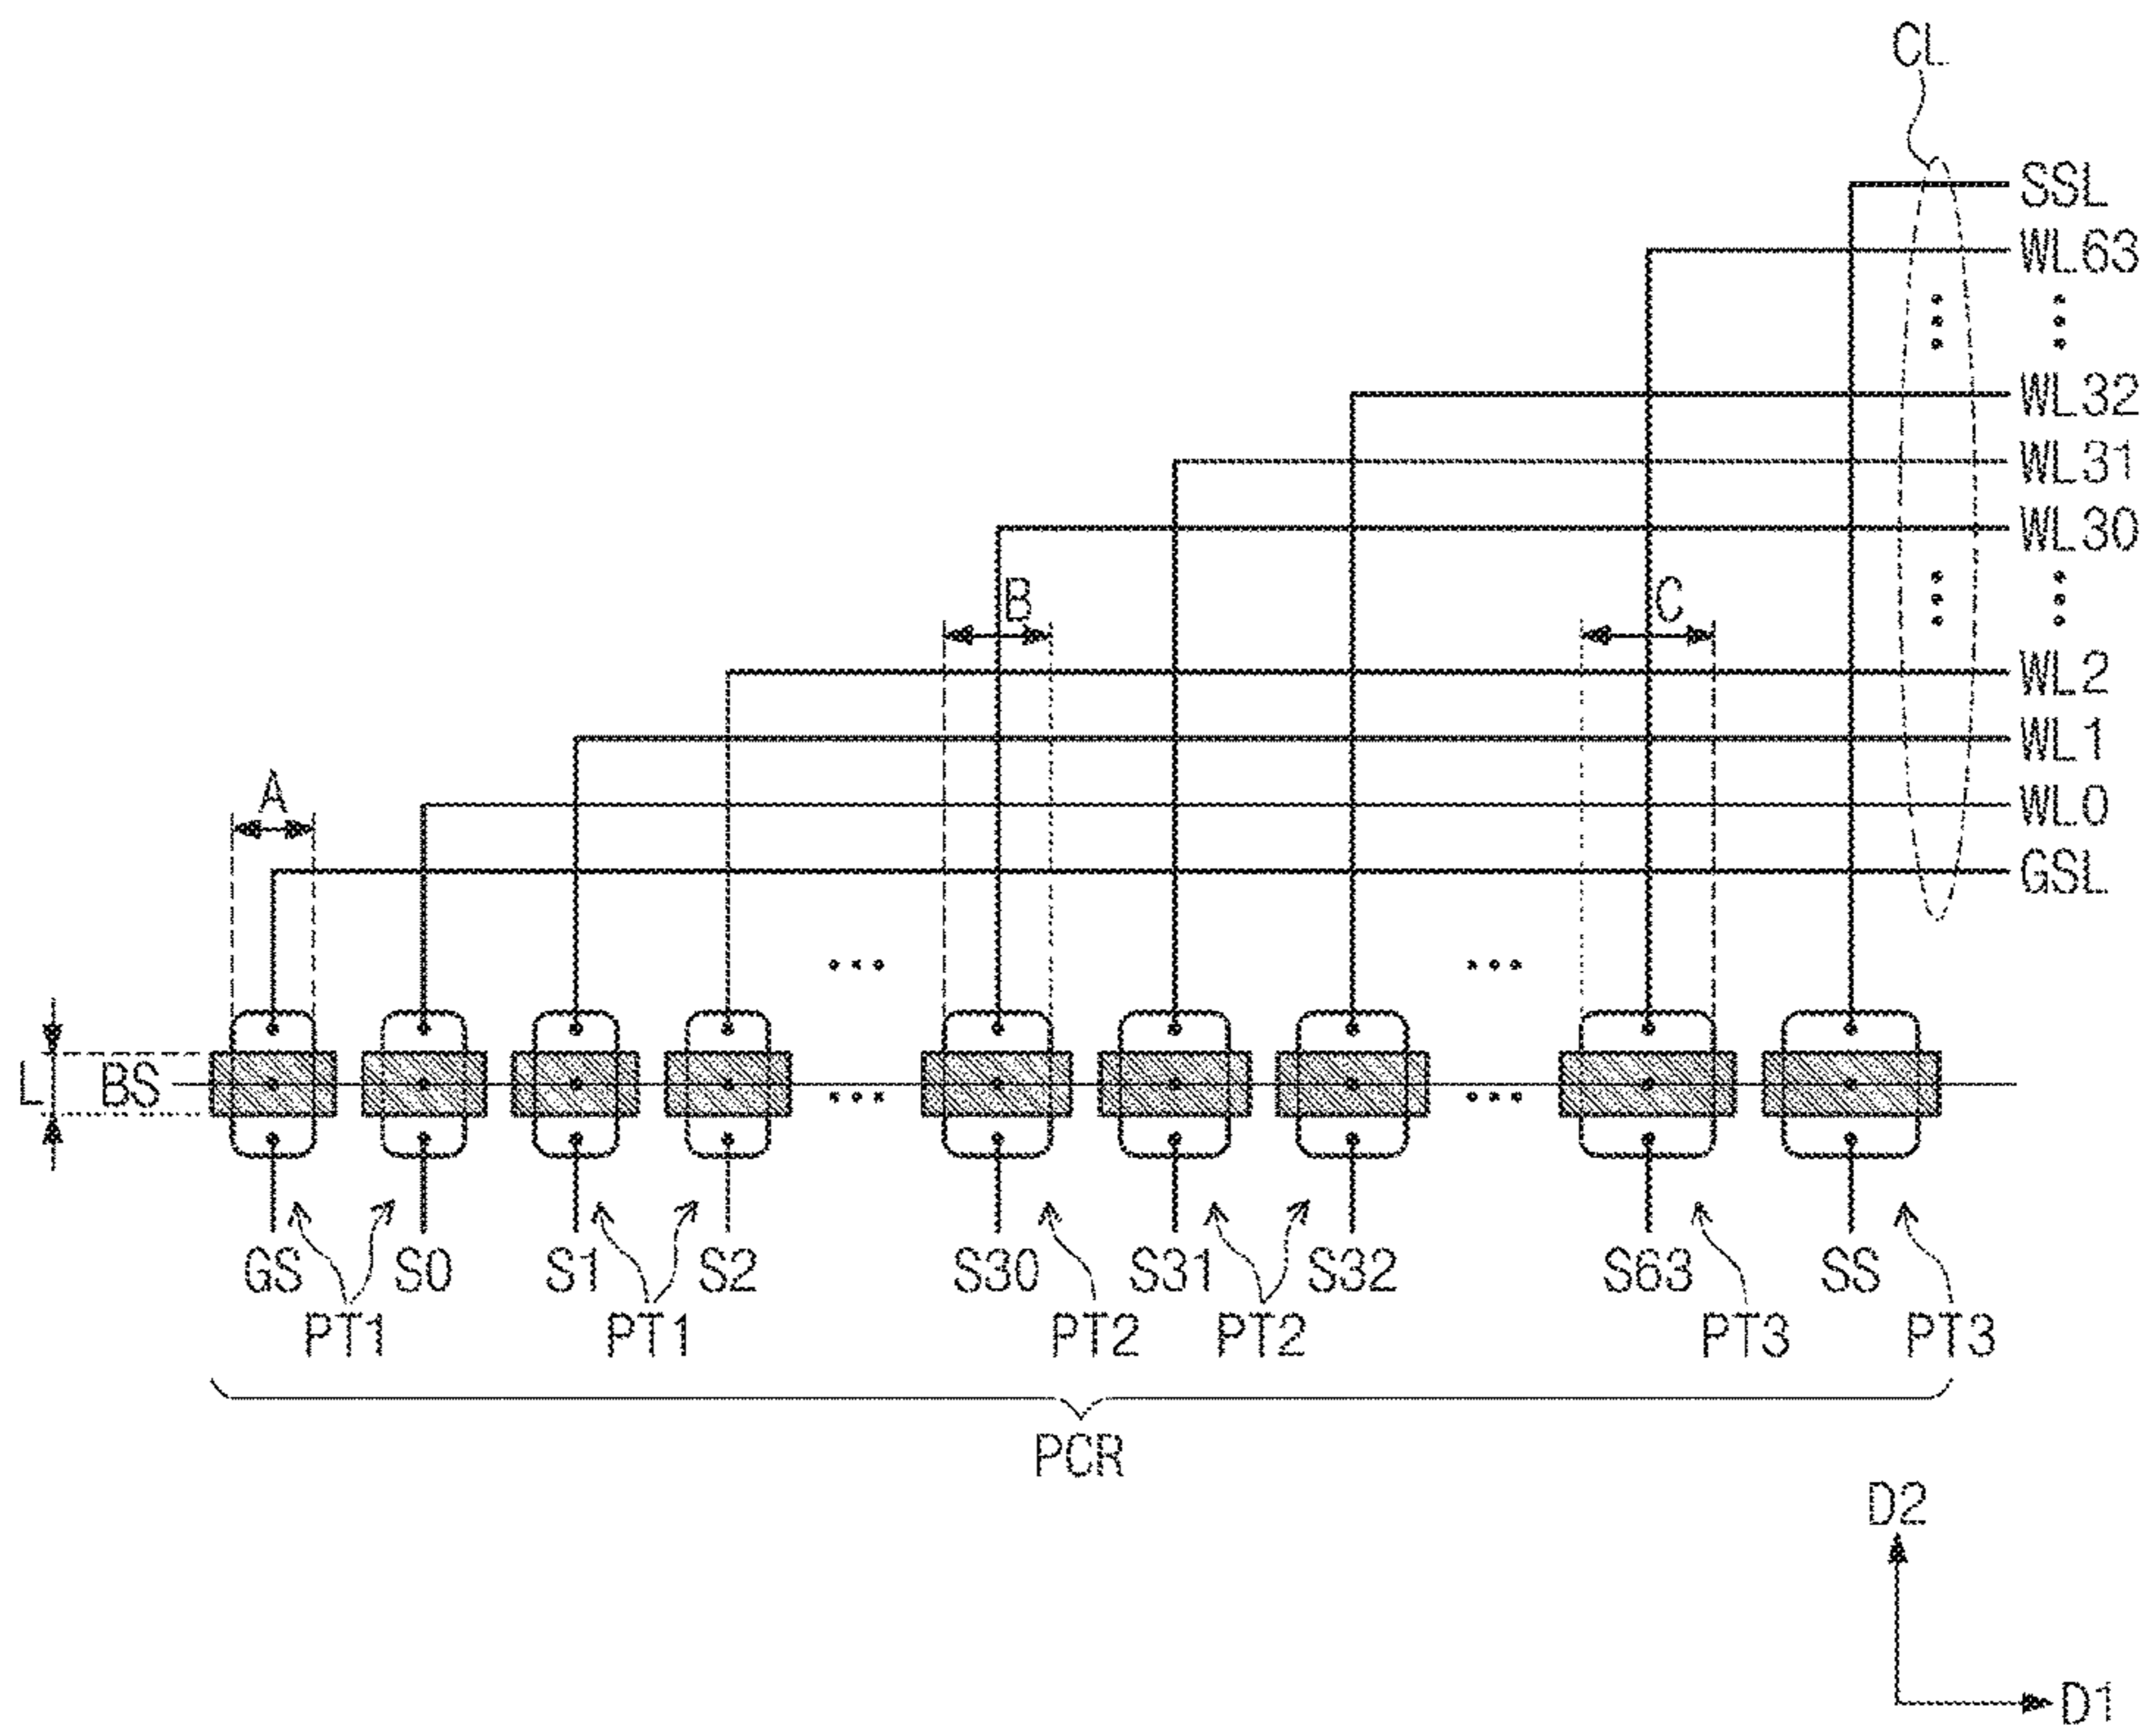 CL
SSL
WL63
WL32
WL31
WL30
B
C
WL2
WL1
A
WL0
GSL
L
BS
GS S0 S1 S2 S30 S31 S32 S63 SS
PT1 PT1 PT2 PT2 PT3 PT3
PCR
D2
D1